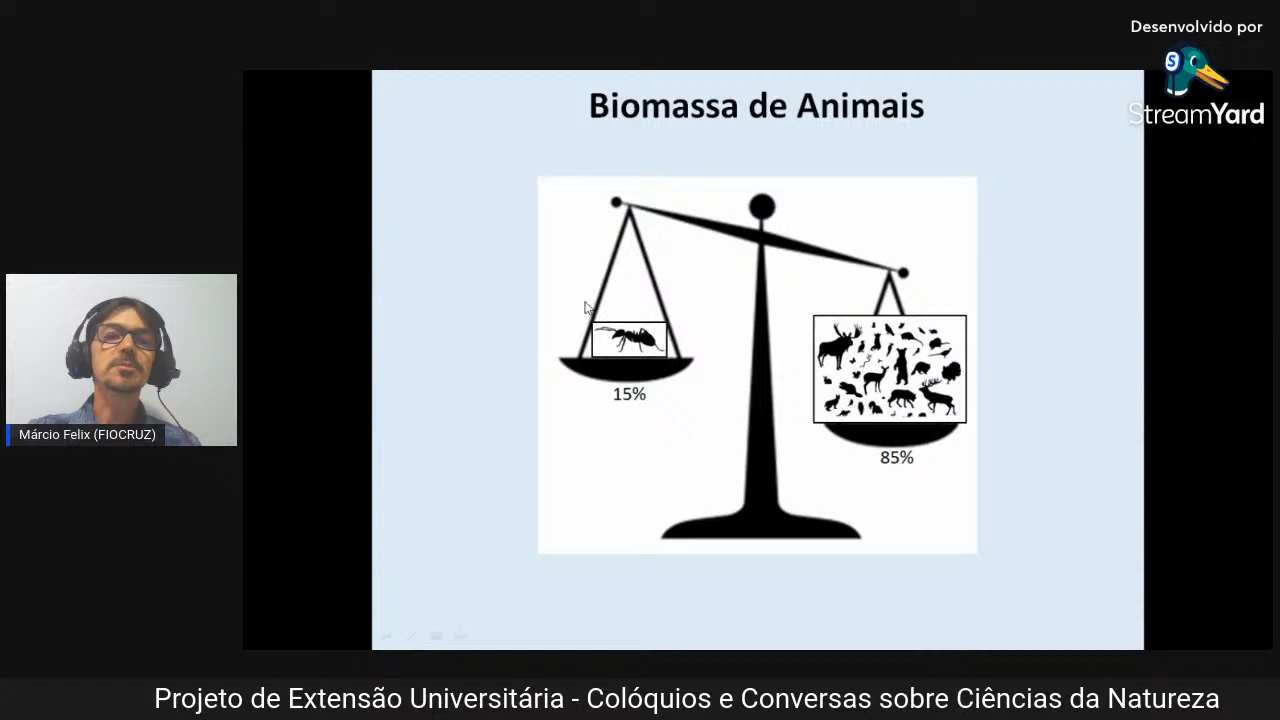 Desenvolvido por
StreamYard
Biomassa de Animais
15%
85%
Márcio Felix (FIOCRUZ)
Projeto de Extensão Universitária - Colóquios e Conversas sobre Ciências da Natureza